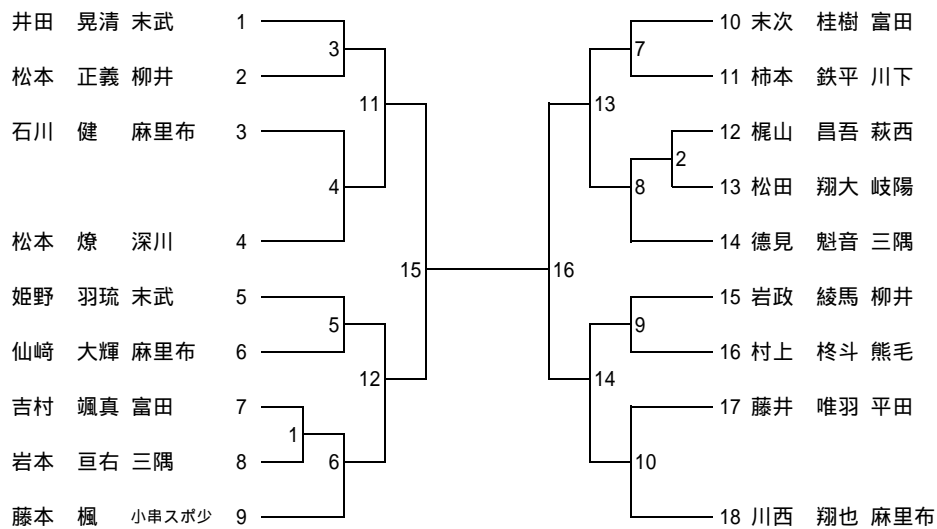 井田 晃清 末武 1
松本 正義 柳井 2
石川 健 麻里布 3
松本 燎 深川 4
姫野 羽琉 末武 5
仙﨑 大輝 麻里布 6
吉村 颯真 富田 7
岩本 亘右 三隅 8
藤本 楓 小串スポ少 9
3
11
4
15
5
12
1
6
10 末次 桂樹 富田
11 柿本 鉄平 川下
12 梶山 昌吾 萩西
13 松田 翔大 岐陽
14 德見 魁音 三隅
15 岩政 綾馬 柳井
16 村上 柊斗 熊毛
17 藤井 唯羽 平田
18 川西 翔也 麻里布
7
13
2
8
16
9
14
10